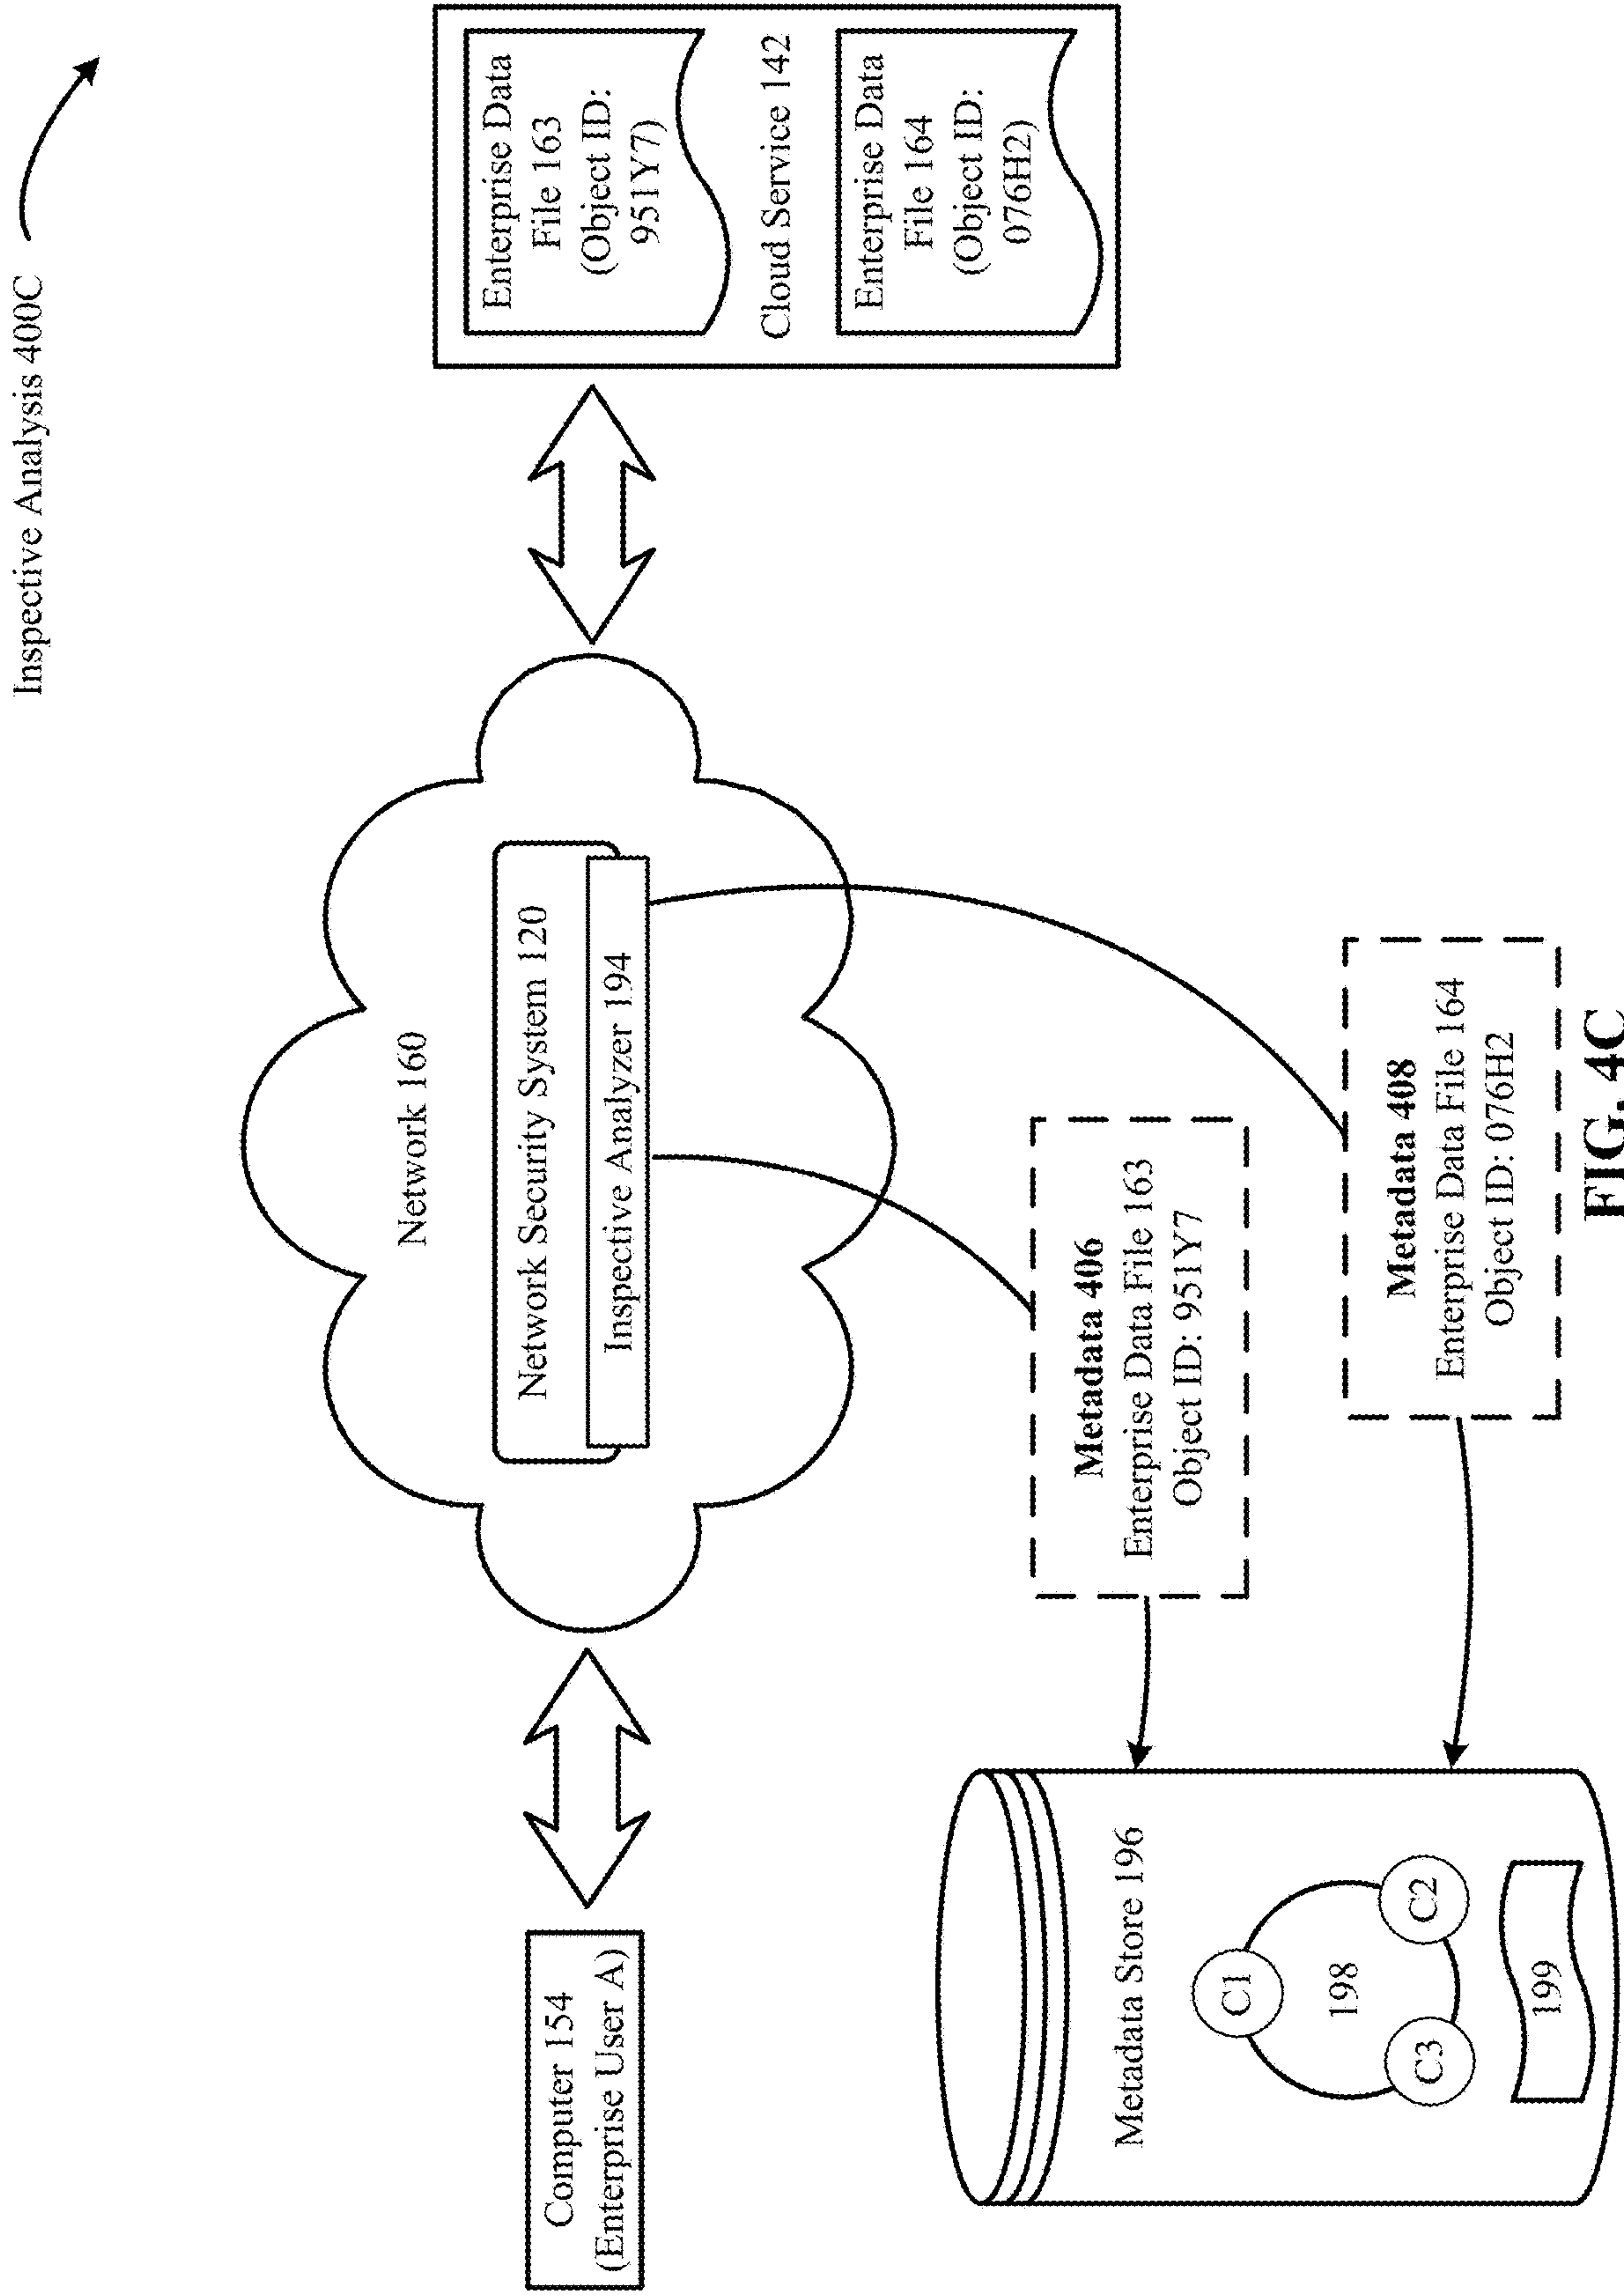 Inspective Analysis 400C
Computer 154
(Enterprise User A)
Network 160
Network Security System 120
Inspective Analyzer 194
Enterprise Data
File 163
(Object ID:
951Y7)
Cloud Service 142
Enterprise Data
File 164
(Object ID:
076H2)
Metadata Store 196
C1
198
C3
C2
199
Metadata 406
Enterprise Data File 163
Object ID: 951Y7
Metadata 408
Enterprise Data File 164
Object ID: 076H2
FIG. 4C